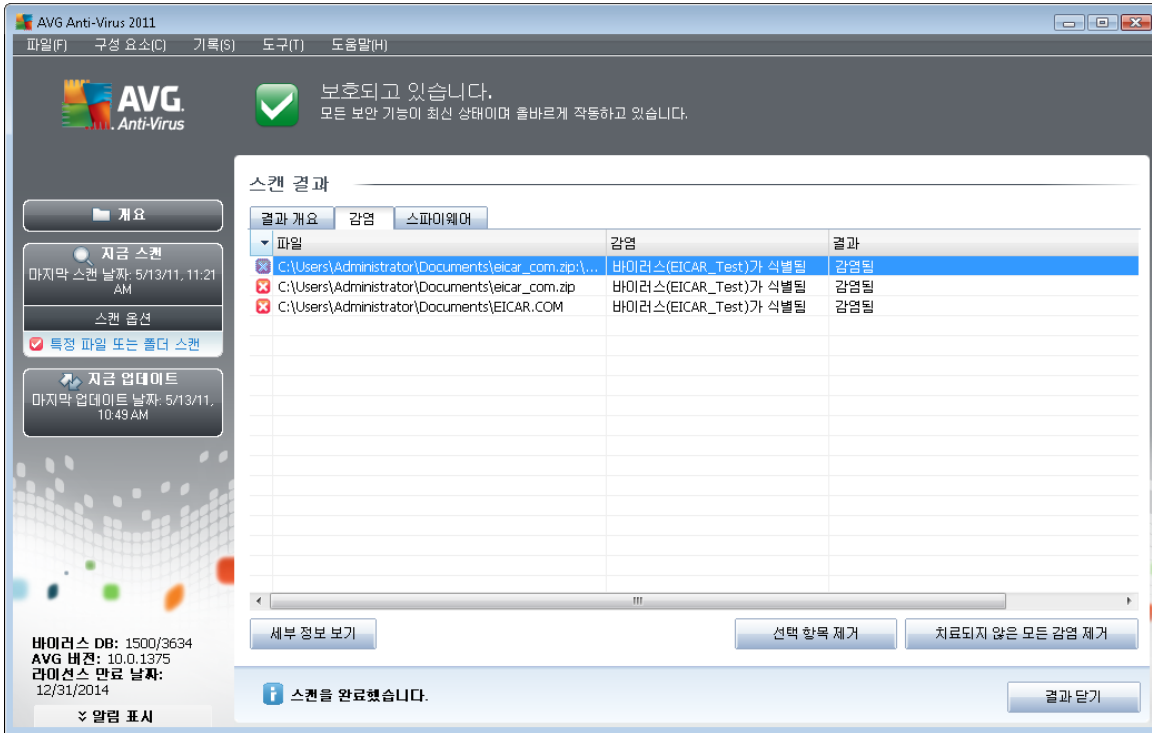 AVG Anti-Virus 2011
파일(F) 구성 요소(C) 기록(S) 도구(T) 도움말(H)
AVG.
Anti-Virus
보호되고 있습니다.
모든 보안 기능이 최신 상태이며 올바르게 작동하고 있습니다.
개요
지금 스캔
마지막 스캔 날짜: 5/13/11, 11:21
AM
스캔 옵션
특정 파일 또는 폴더 스캔
지금 업데이트
마지막 업데이트 날짜: 5/13/11,
10:49 AM
바이러스 DB: 1500/3634
AVG 버전: 10.0.1375
라이선스 만료 날짜:
12/31/2014
알림 표시
스캔 결과
결과 개요 감염 스파이웨어
파일 감염 결과
C:\Users\Administrator\Documents\eicar_com.zip:\... 바이러스(EICAR_Test)가 식별됨 감염됨
C:\Users\Administrator\Documents\eicar_com.zip 바이러스(EICAR_Test)가 식별됨 감염됨
C:\Users\Administrator\Documents\EICAR.COM 바이러스(EICAR_Test)가 식별됨 감염됨
세부 정보 보기 선택 항목 제거 치료되지 않은 모든 감염 제거
스캔을 완료했습니다. 결과 닫기